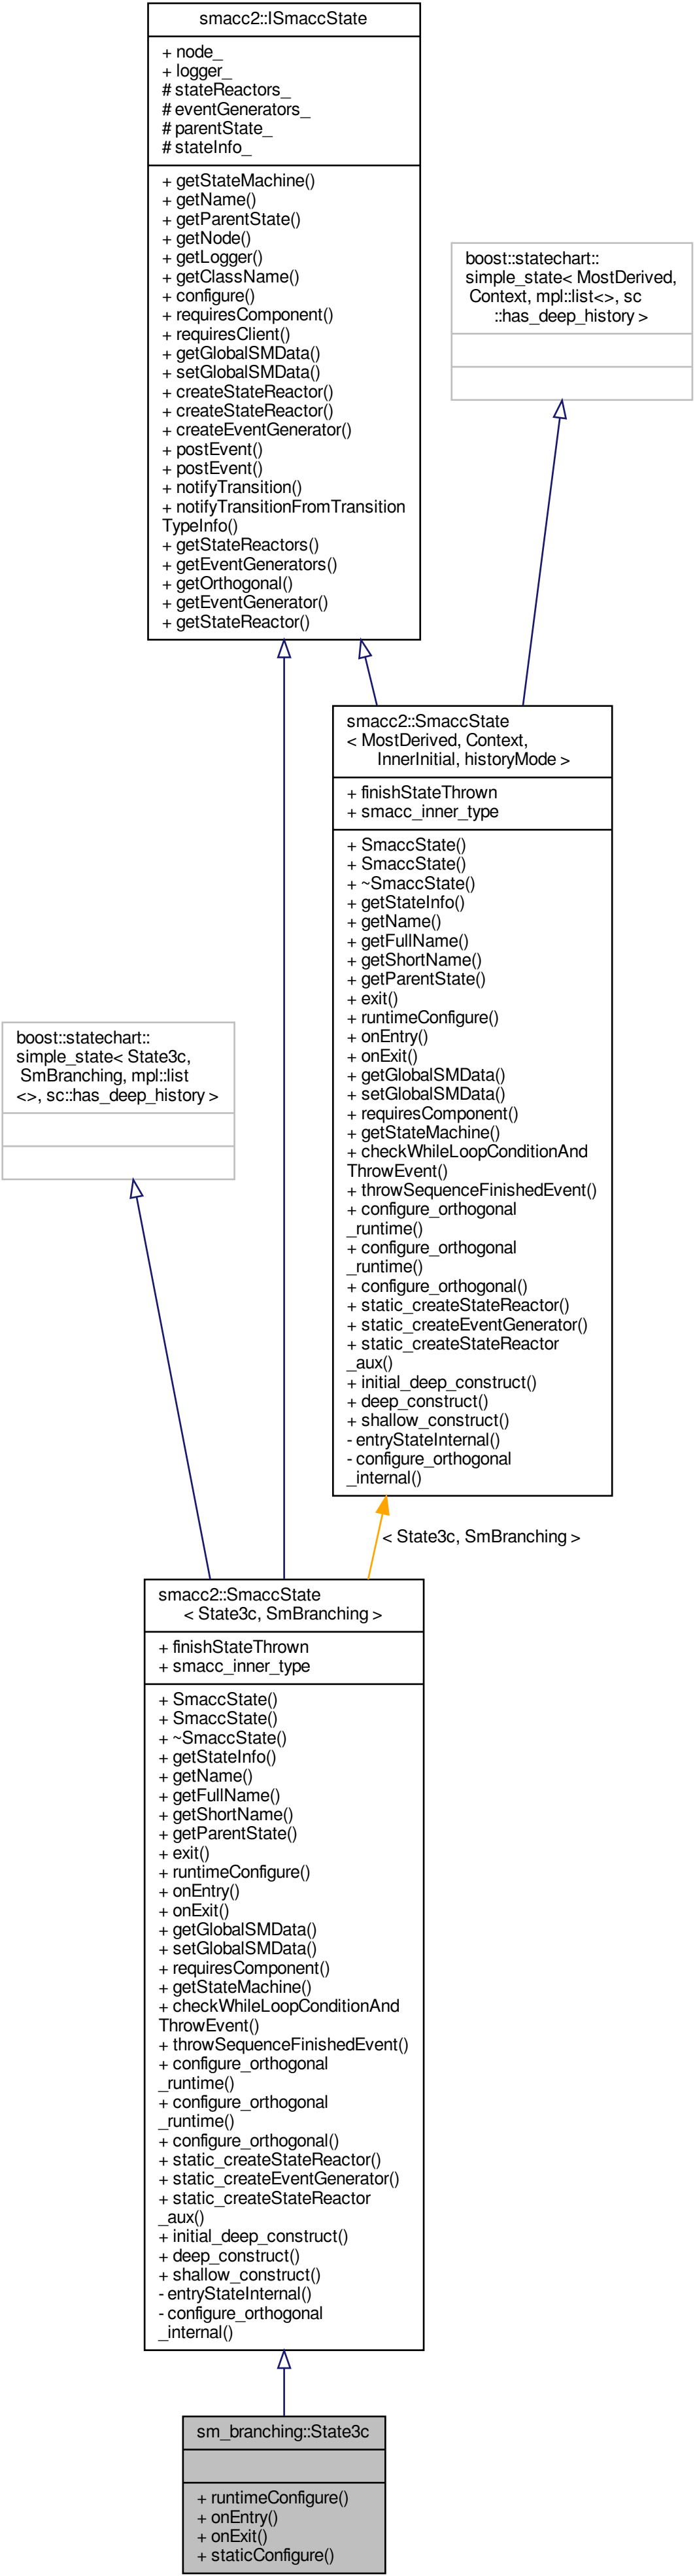 smacc2::ISmaccState
+ node_
+ logger_
# stateReactors_
# eventGenerators_
# parentState_
# stateInfo_
+ getStateMachine()
+ getName()
+ getParentState()
+ getNode()
+ getLogger()
+ getClassName()
+ configure()
+ requiresComponent()
+ requiresClient()
+ getGlobalSMData()
+ setGlobalSMData()
+ createStateReactor()
+ createStateReactor()
+ createEventGenerator()
+ postEvent()
+ postEvent()
+ notifyTransition()
+ notifyTransitionFromTransition
TypeInfo()
+ getStateReactors()
+ getEventGenerators()
+ getOrthogonal()
+ getEventGenerator()
+ getStateReactor()
boost::statechart::
simple_state< MostDerived,
Context, mpl::list<>, sc
::has_deep_history >
smacc2::SmaccState
< MostDerived, Context,
InnerInitial, historyMode >
+ finishStateThrown
+ smacc_inner_type
+ SmaccState()
+ SmaccState()
+ ~SmaccState()
+ getStateInfo()
+ getName()
+ getFullName()
+ getShortName()
+ getParentState()
+ exit()
+ runtimeConfigure()
+ onEntry()
+ onExit()
+ getGlobalSMData()
+ setGlobalSMData()
+ requiresComponent()
+ getStateMachine()
+ checkWhileLoopConditionAnd
ThrowEvent()
+ throwSequenceFinishedEvent()
+ configure_orthogonal
_runtime()
+ configure_orthogonal
_runtime()
+ configure_orthogonal()
+ static_createStateReactor()
+ static_createEventGenerator()
+ static_createStateReactor
_aux()
+ initial_deep_construct()
+ deep_construct()
+ shallow_construct()
- entryStateInternal()
- configure_orthogonal
_internal()
boost::statechart::
simple_state< State3c,
SmBranching, mpl::list
<>, sc::has_deep_history >
< State3c, SmBranching >
smacc2::SmaccState
< State3c, SmBranching >
+ finishStateThrown
+ smacc_inner_type
+ SmaccState()
+ SmaccState()
+ ~SmaccState()
+ getStateInfo()
+ getName()
+ getFullName()
+ getShortName()
+ getParentState()
+ exit()
+ runtimeConfigure()
+ onEntry()
+ onExit()
+ getGlobalSMData()
+ setGlobalSMData()
+ requiresComponent()
+ getStateMachine()
+ checkWhileLoopConditionAnd
ThrowEvent()
+ throwSequenceFinishedEvent()
+ configure_orthogonal
_runtime()
+ configure_orthogonal
_runtime()
+ configure_orthogonal()
+ static_createStateReactor()
+ static_createEventGenerator()
+ static_createStateReactor
_aux()
+ initial_deep_construct()
+ deep_construct()
+ shallow_construct()
- entryStateInternal()
- configure_orthogonal
_internal()
sm_branching::State3c
+ runtimeConfigure()
+ onEntry()
+ onExit()
+ staticConfigure()